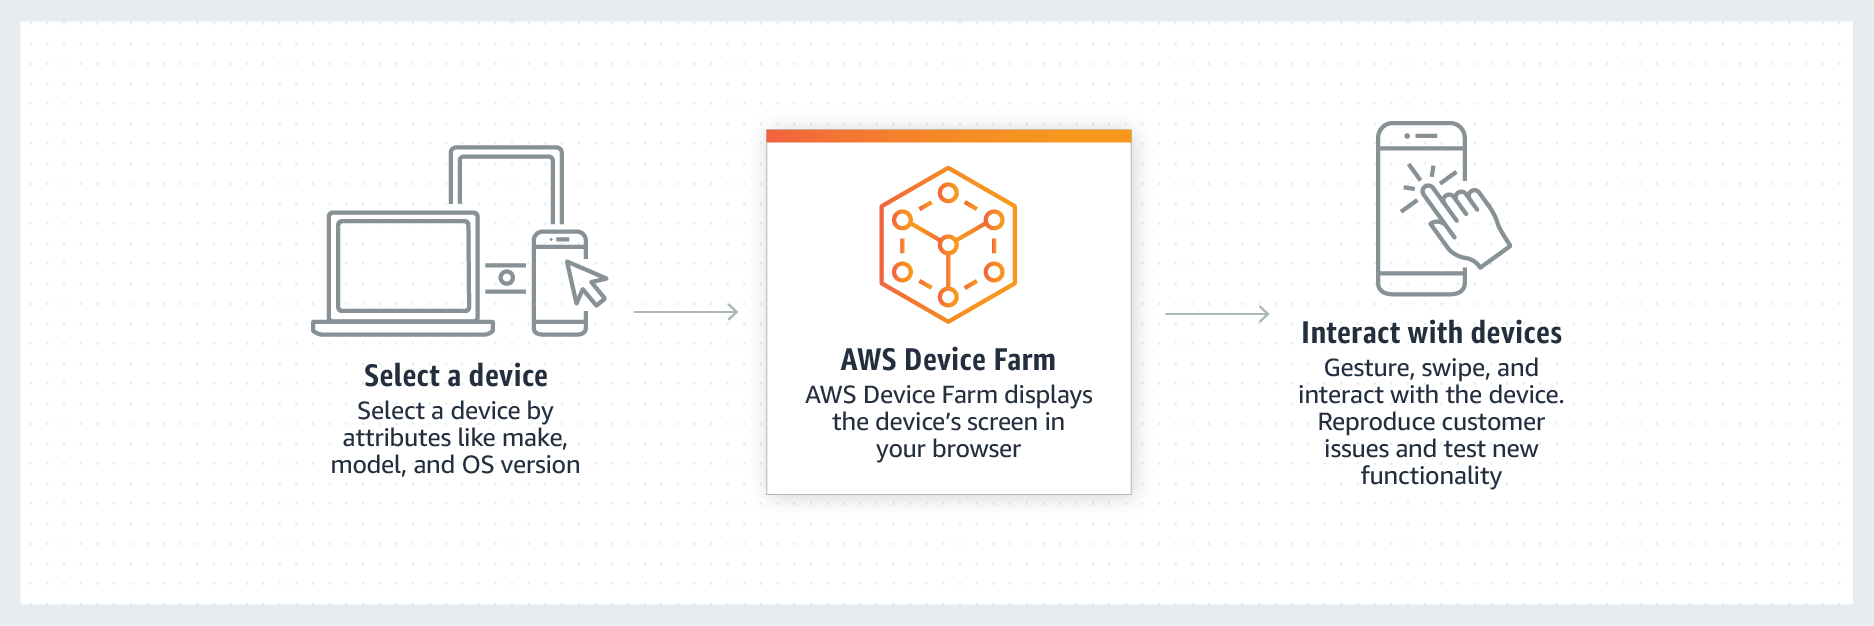 Select a device
Select a device by
attributes like make,
model, and OS version
AWS Device Farm
AWS Device Farm displays
the device’s screen in
your browser
Interact with devices
Gesture, swipe, and
interact with the device.
Reproduce customer
issues and test new
functionality